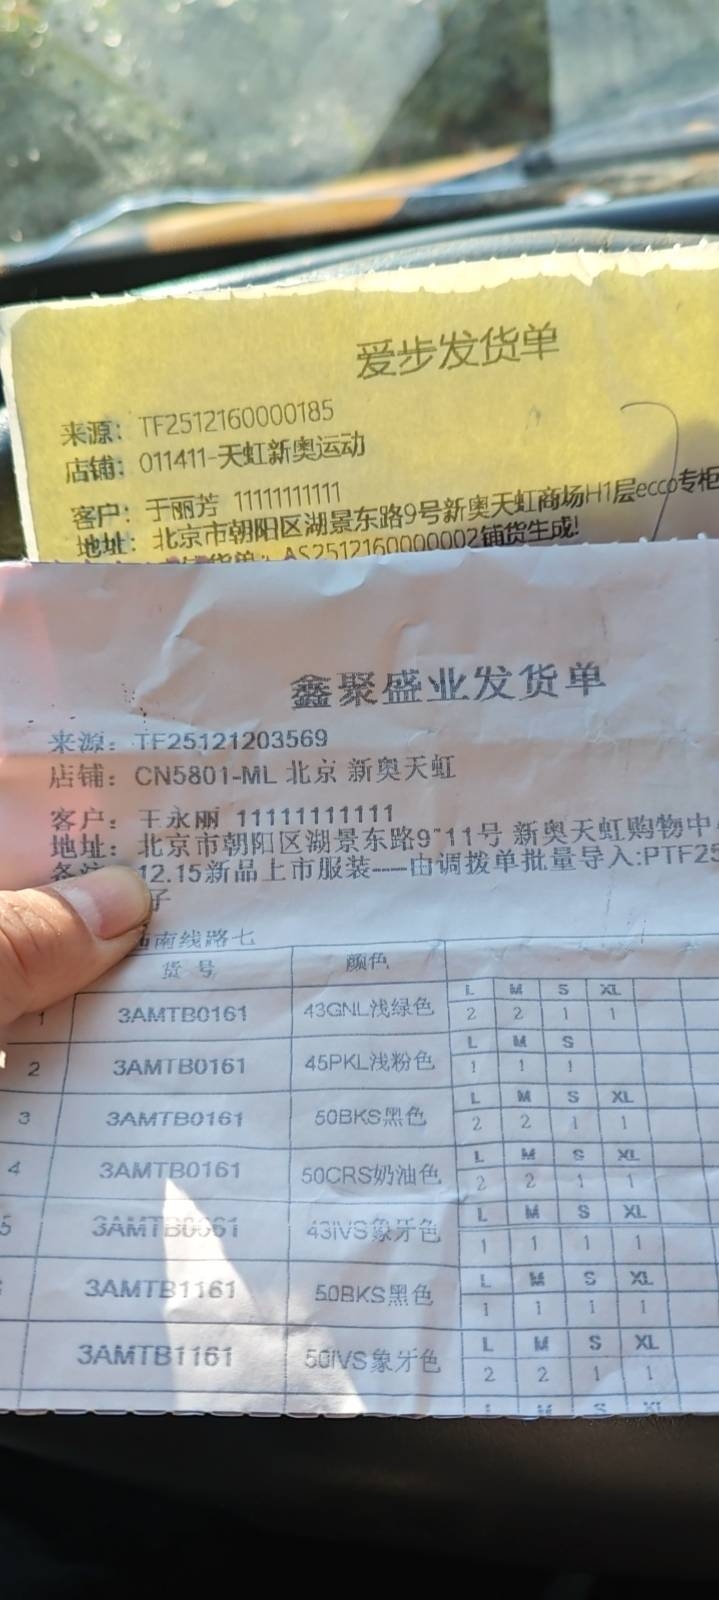 爱步发货单
来源： TF2512160000185
店铺： 011411-天虹新奥运动
客户： 于丽芳 11111111111
地址： 北京市朝阳区湖景东路9号新奥天虹商场H1层ecco专柜
AS2512160000002铺货生成!
鑫聚盛业发货单
来源： TF25121203569
店铺： CN5801-ML 北京 新奥天虹
客户： 王永丽 11111111111
地址： 北京市朝阳区湖景东路9~11号 新奥天虹购物中
备注 12.15新品上市服装----由调拨单批量导入:PTF25
子
南线路七
货 号 颜色
L M S XL
1 3AMTB0161 43GNL浅绿色 2 2 1 1
L M S
2 3AMTB0161 45PKL浅粉色 1 1 1
L M S XL
3 3AMTB0161 50BKS黑色 2 2 1 1
L M S XL
4 3AMTB0161 50CRS奶油色 2 2 1 1
L M S XL
5 43IVS象牙色 1 1 1 1
L M S XL
3AMTB1161 50BKS黑色 1 1 1 1
L M S XL
3AMTB1161 50IVS象牙色 2 2 1 1
L M S XL